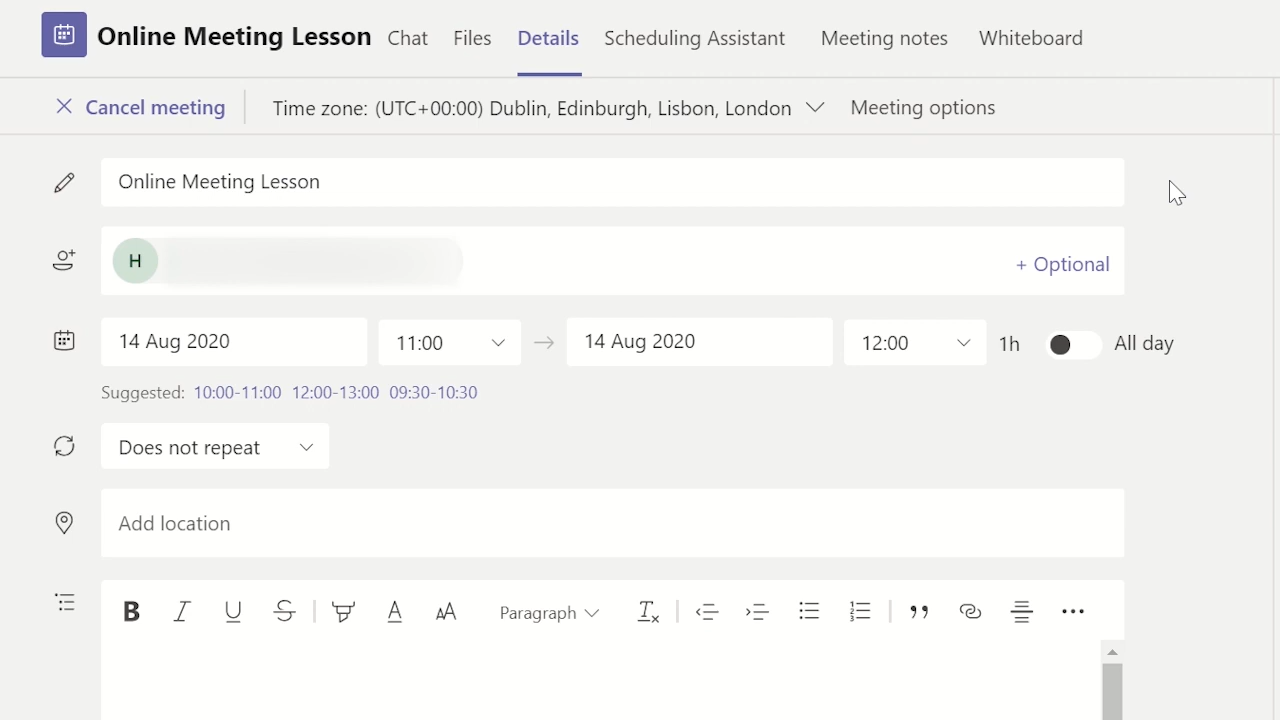 Online Meeting Lesson Chat Files Details Scheduling Assistant Meeting notes Whiteboard
Cancel meeting Time zone: (UTC+00:00) Dublin, Edinburgh, Lisbon, London Meeting options
Online Meeting Lesson
H + Optional
14 Aug 2020 11:00 → 14 Aug 2020 12:00 1h All day
Suggested: 10:00-11:00 12:00-13:00 09:30-10:30
Does not repeat
Add location
B I U S A AA Paragraph Tx